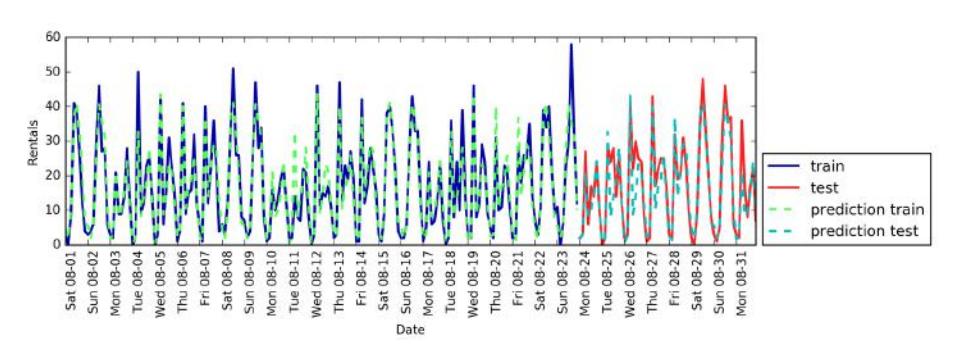 60
50
40
30
20
10
0
Rentals
Sat 08-01
Sun 08-02
Mon 08-03
Tue 08-04
Wed 08-05
Thu 08-06
Fri 08-07
Sat 08-08
Sun 08-09
Mon 08-10
Tue 08-11
Wed 08-12
Thu 08-13
Fri 08-14
Sat 08-15
Sun 08-16
Mon 08-17
Tue 08-18
Wed 08-19
Thu 08-20
Fri 08-21
Sat 08-22
Sun 08-23
Mon 08-24
Tue 08-25
Wed 08-26
Thu 08-27
Fri 08-28
Sat 08-29
Sun 08-30
Mon 08-31
Date
train
test
prediction train
prediction test